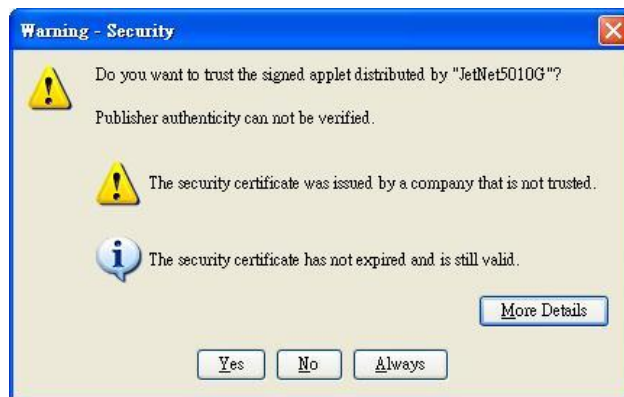 Warning - Security
Do you want to trust the signed applet distributed by "JetNet5010G"?
Publisher authenticity can not be verified.
The security certificate was issued by a company that is not trusted.
The security certificate has not expired and is still valid.
More Details
Yes No Always